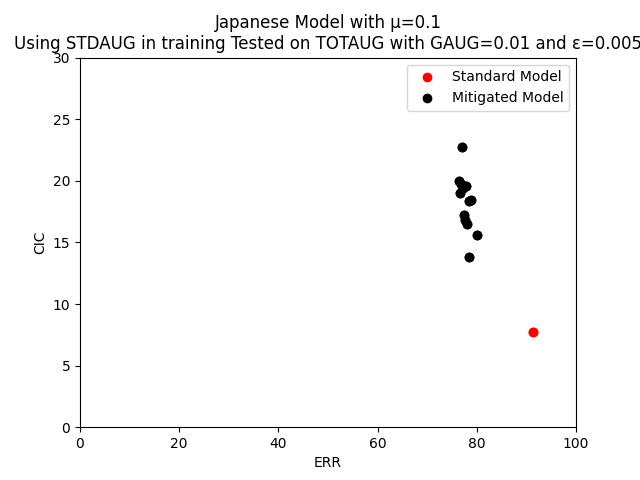 Japanese Model with μ=0.1
Using STDAUG in training Tested on TOTAUG with GAUG=0.01 and ε=0.005
Standard Model
Mitigated Model
30
25
20
15
10
5
0
CIC
0 20 40 60 80 100
ERR